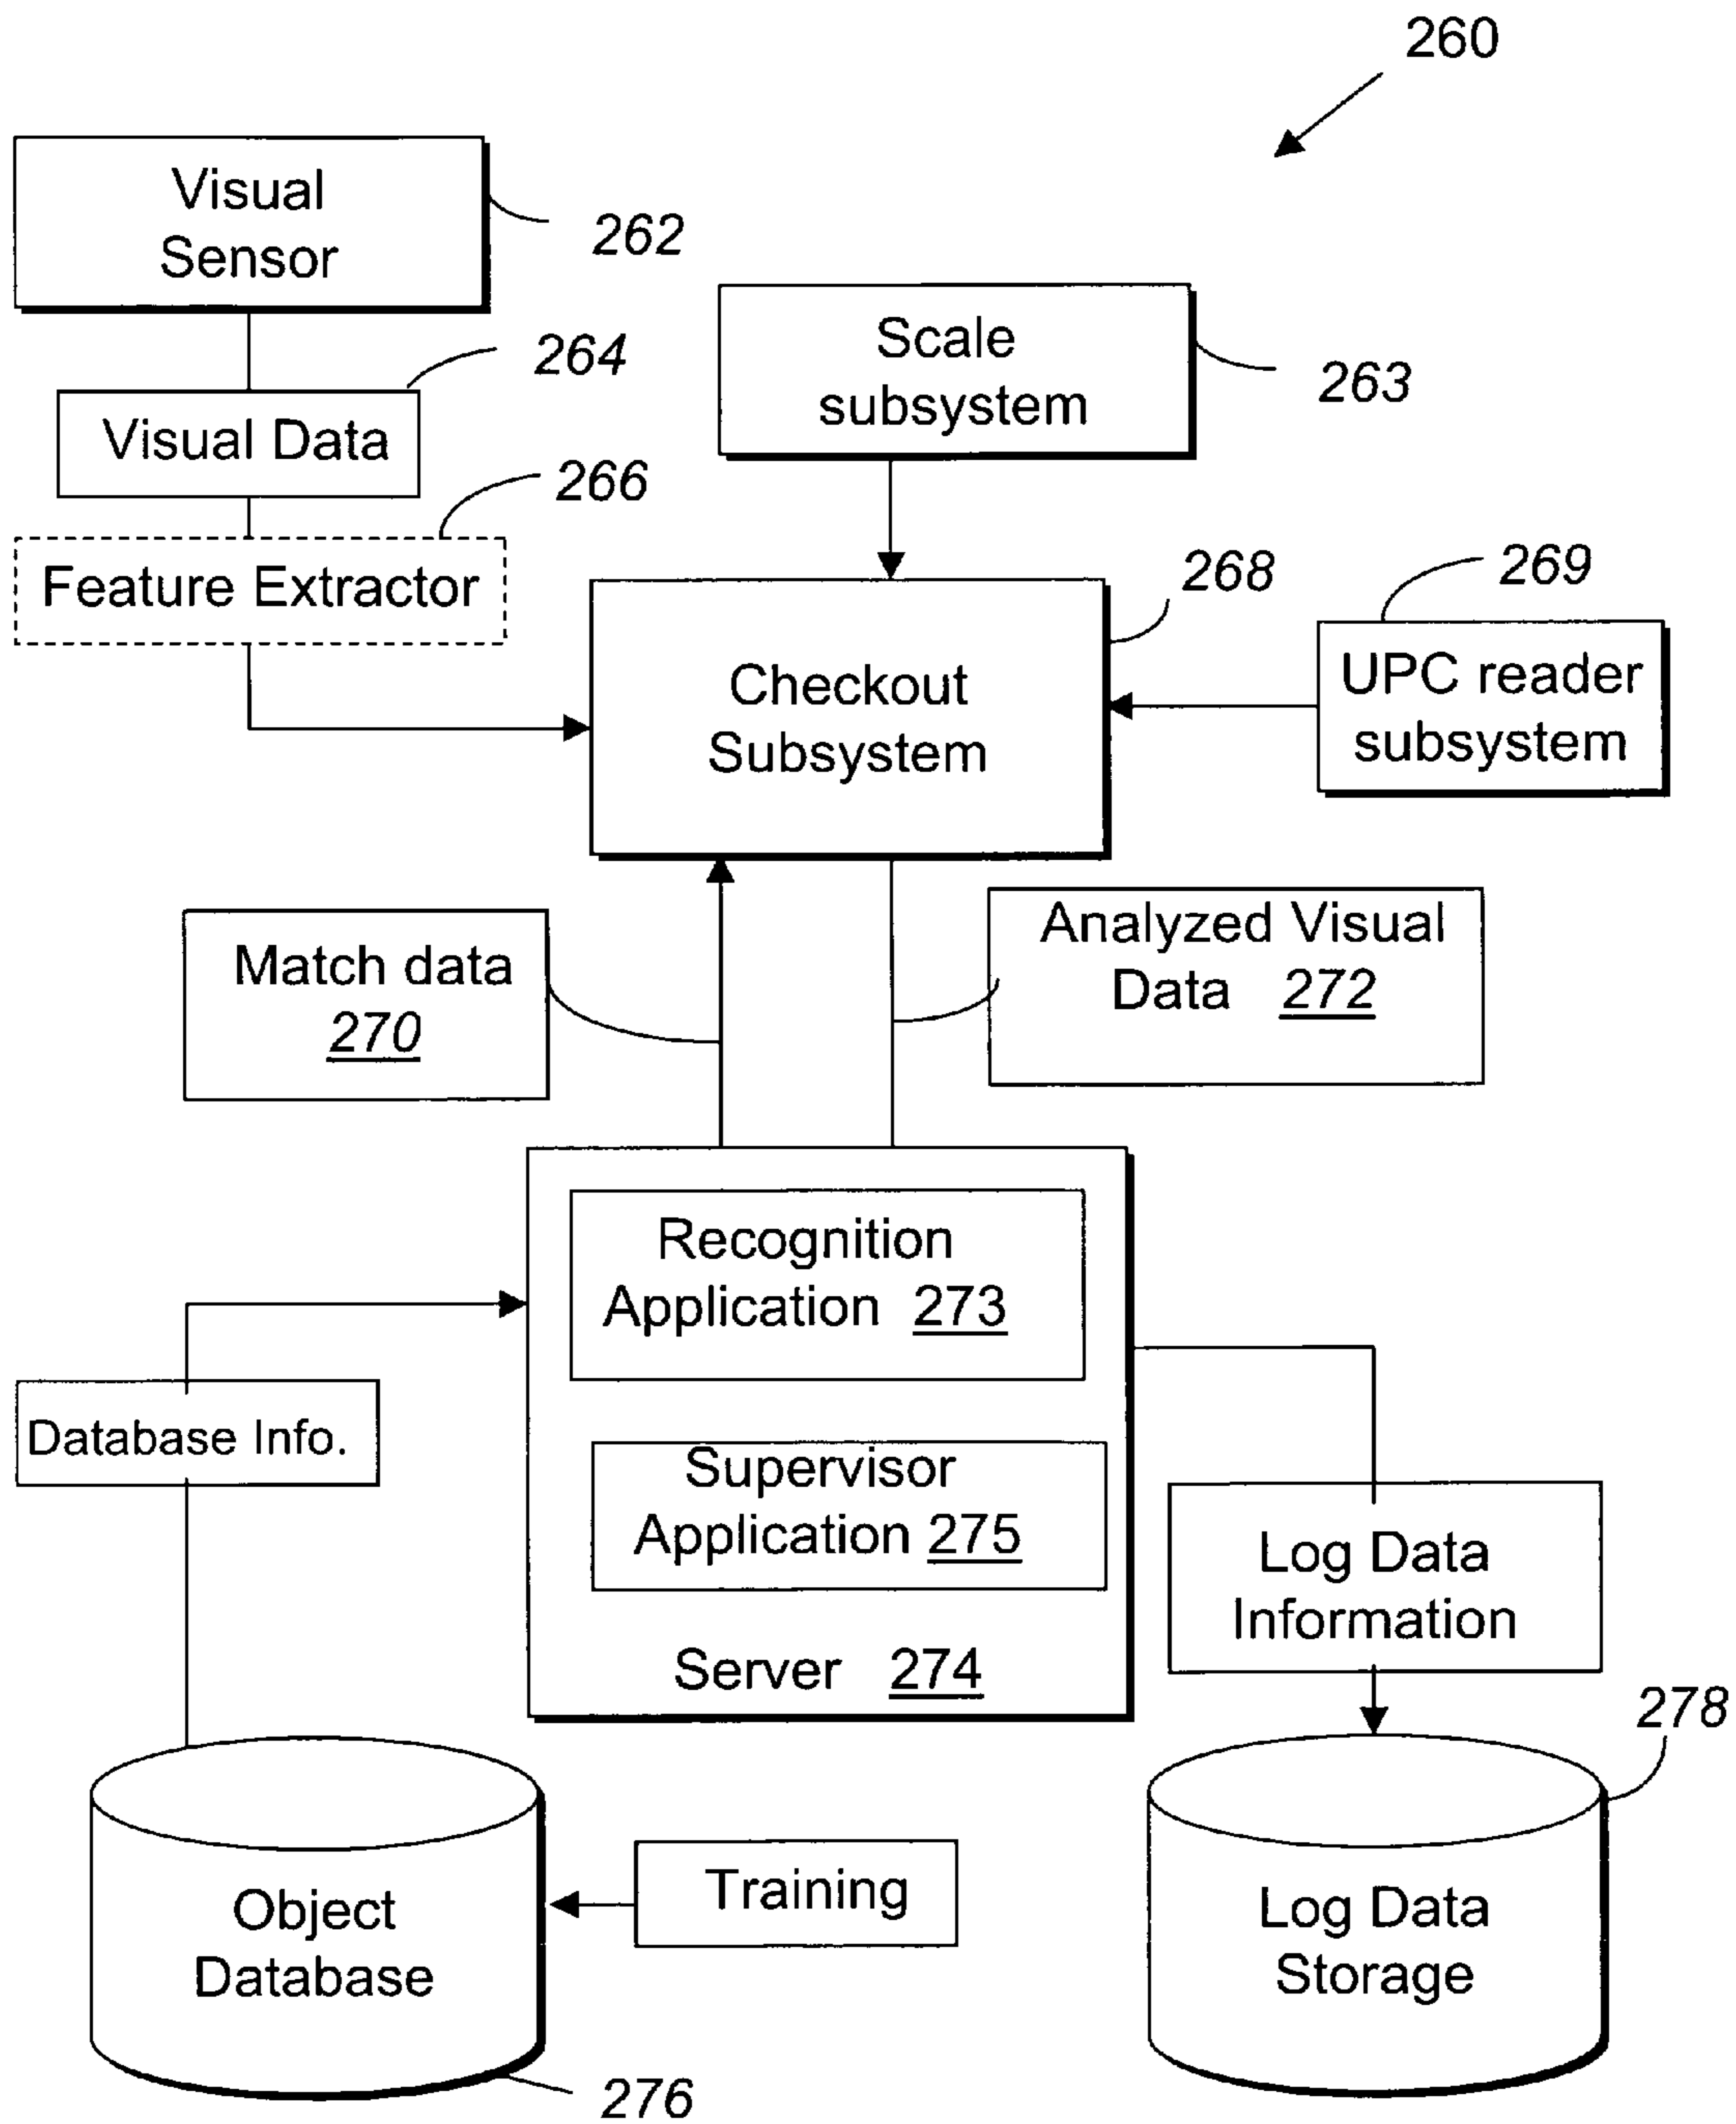 260
Visual
Sensor
262
264
Visual Data
Scale
subsystem
263
266
Feature Extractor
268
269
Checkout
Subsystem
UPC reader
subsystem
Match data
270
Analyzed Visual
Data 272
Recognition
Application 273
Database Info.
Supervisor
Application 275
Server 274
Log Data
Information
278
Object
Database
Training
Log Data
Storage
276